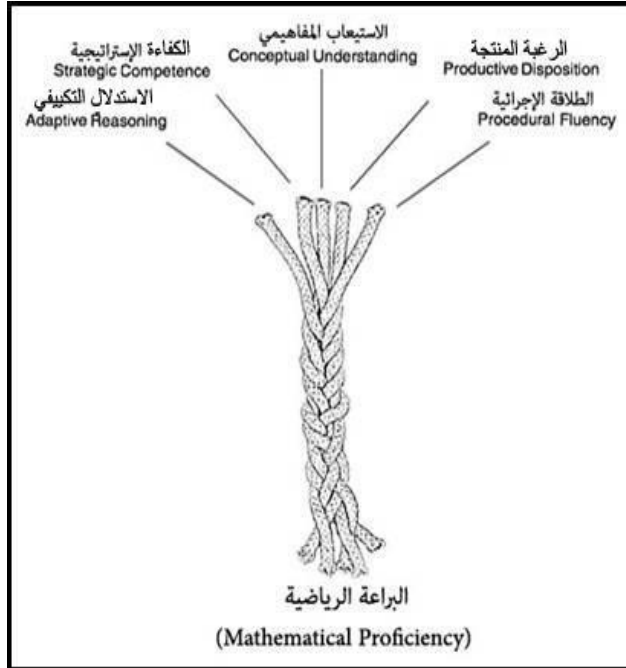 الاستيعاب المفاهيمي
Conceptual Understanding
الكفاءة الإستراتيجية
Strategic Competence
الرغبة المنتجة
Productive Disposition
الاستدلال التكييفي
Adaptive Reasoning
الطلاقة الإجرائية
Procedural Fluency
البراعة الرياضية
(Mathematical Proficiency)